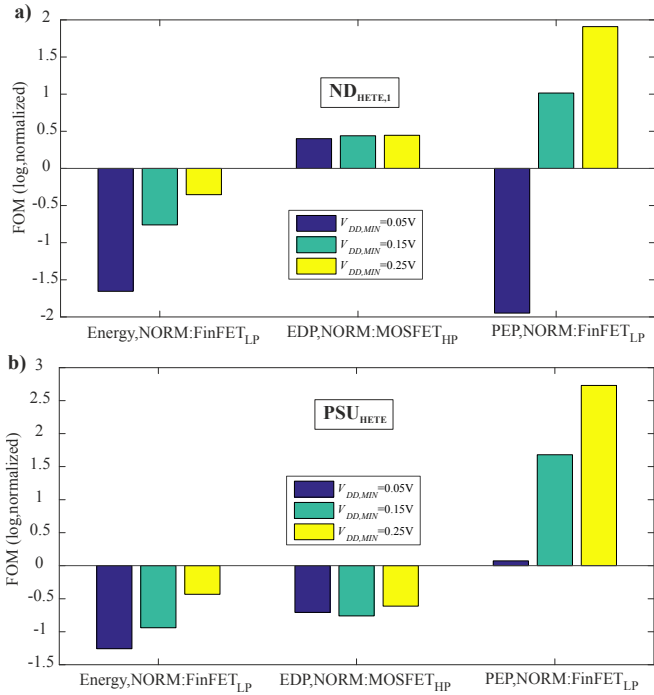 a)
2
1.5
1
0.5
0
-0.5
-1
-1.5
-2
FOM (log,normalized)
ND_HETE,1
V_DD,MIN=0.05V
V_DD,MIN=0.15V
V_DD,MIN=0.25V
Energy,NORM:FinFET_LP EDP,NORM:MOSFET_HP PEP,NORM:FinFET_LP
b)
3
2.5
2
1.5
1
0.5
0
-0.5
-1
-1.5
FOM (log,normalized)
PSU_HETE
V_DD,MIN=0.05V
V_DD,MIN=0.15V
V_DD,MIN=0.25V
Energy,NORM:FinFET_LP EDP,NORM:MOSFET_HP PEP,NORM:FinFET_LP